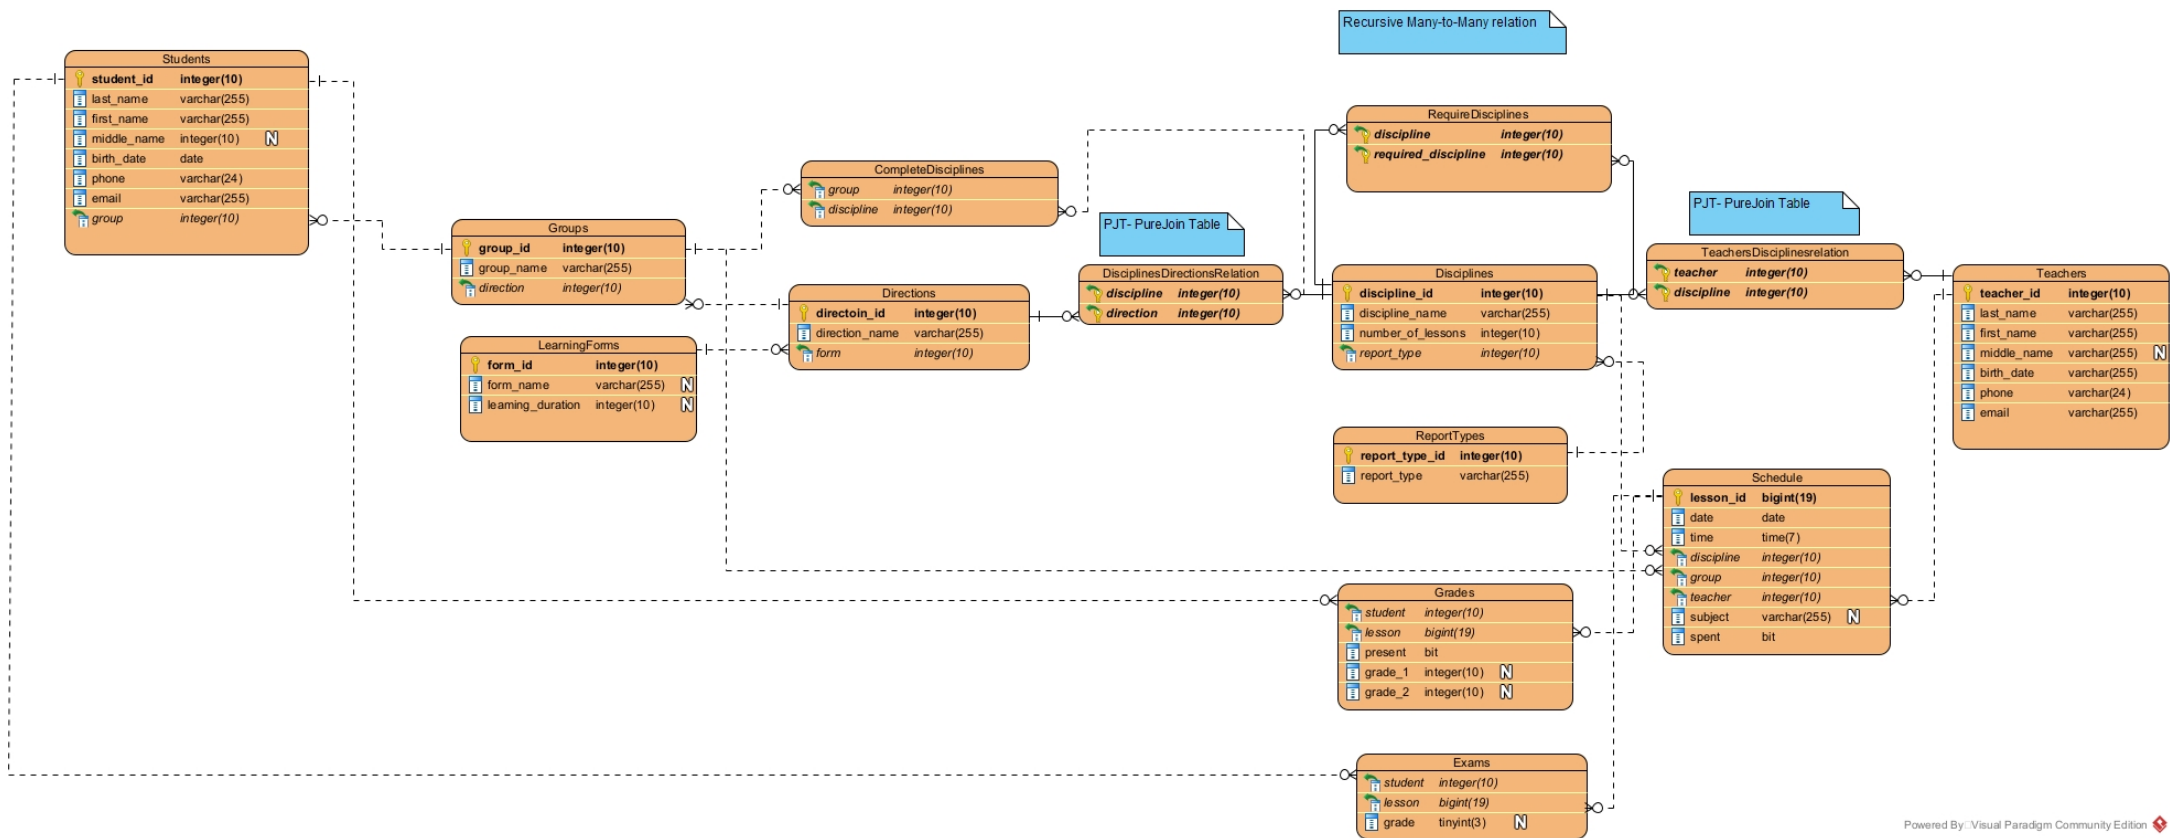 Recursive Many-to-Many relation
Students
student_id integer(10)
last_name varchar(255)
first_name varchar(255)
middle_name integer(10) N
birth_date date
phone varchar(24)
email varchar(255)
group integer(10)
Groups
group_id integer(10)
group_name varchar(255)
direction integer(10)
LearningForms
form_id integer(10)
form_name varchar(255) N
learning_duration integer(10) N
CompleteDisciplines
group integer(10)
discipline integer(10)
Directions
directoin_id integer(10)
direction_name varchar(255)
form integer(10)
PJT- PureJoin Table
DisciplinesDirectionsRelation
discipline integer(10)
direction integer(10)
RequireDisciplines
discipline integer(10)
required_discipline integer(10)
Disciplines
discipline_id integer(10)
discipline_name varchar(255)
number_of_lessons integer(10)
report_type integer(10)
ReportTypes
report_type_id integer(10)
report_type varchar(255)
PJT- PureJoin Table
TeachersDisciplinesrelation
teacher integer(10)
discipline integer(10)
Teachers
teacher_id integer(10)
last_name varchar(255)
first_name varchar(255)
middle_name varchar(255) N
birth_date varchar(255)
phone varchar(24)
email varchar(255)
Schedule
lesson_id bigint(19)
date date
time time(7)
discipline integer(10)
group integer(10)
teacher integer(10)
subject varchar(255) N
spent bit
Grades
student integer(10)
lesson bigint(19)
present bit
grade_1 integer(10) N
grade_2 integer(10) N
Exams
student integer(10)
lesson bigint(19)
grade tinyint(3) N
Powered By Visual Paradigm Community Edition